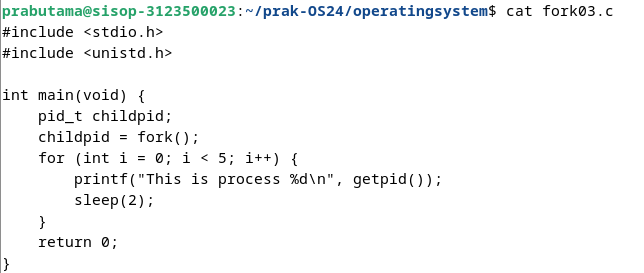 prabutama@sisop-3123500023:~/prak-OS24/operatingsystem$ cat fork03.c
#include <stdio.h>
#include <unistd.h>

int main(void) {
    pid_t childpid;
    childpid = fork();
    for (int i = 0; i < 5; i++) {
        printf("This is process %d\n", getpid());
        sleep(2);
    }
    return 0;
}